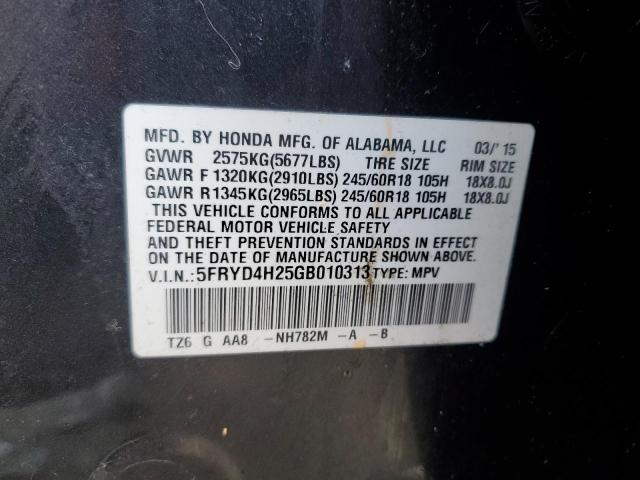 MFD. BY HONDA MFG. OF ALABAMA, LLC 03/'15
GVWR 2575KG(5677LBS) TIRE SIZE RIM SIZE
GAWR F 1320KG(2910LBS) 245/60R18 105H 18X8.0J
GAWR R1345KG(2965LBS) 245/60R18 105H 18X8.0J
THIS VEHICLE CONFORMS TO ALL APPLICABLE
FEDERAL MOTOR VEHICLE SAFETY
AND THEFT PREVENTION STANDARDS IN EFFECT
ON THE DATE OF MANUFACTURE SHOWN ABOVE.
V.I.N.: 5FRYD4H25GB010313 TYPE: MPV
TZ6 G AA8 -NH782M -A -B